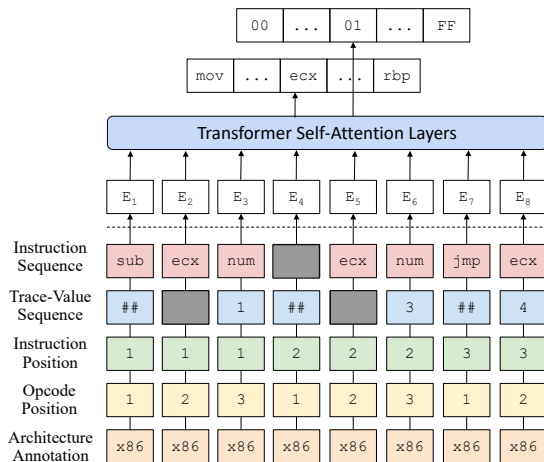 00 ... 01 ... FF
mov ... ecx ... rbp
Transformer Self-Attention Layers
E1 E2 E3 E4 E5 E6 E7 E8
Instruction
Sequence
sub ecx num ecx num jmp ecx
Trace-Value
Sequence
## 1 ## 3 ## 4
Instruction
Position
1 1 1 2 2 2 3 3
Opcode
Position
1 2 3 1 2 3 1 2
Architecture
Annotation
x86 x86 x86 x86 x86 x86 x86 x86